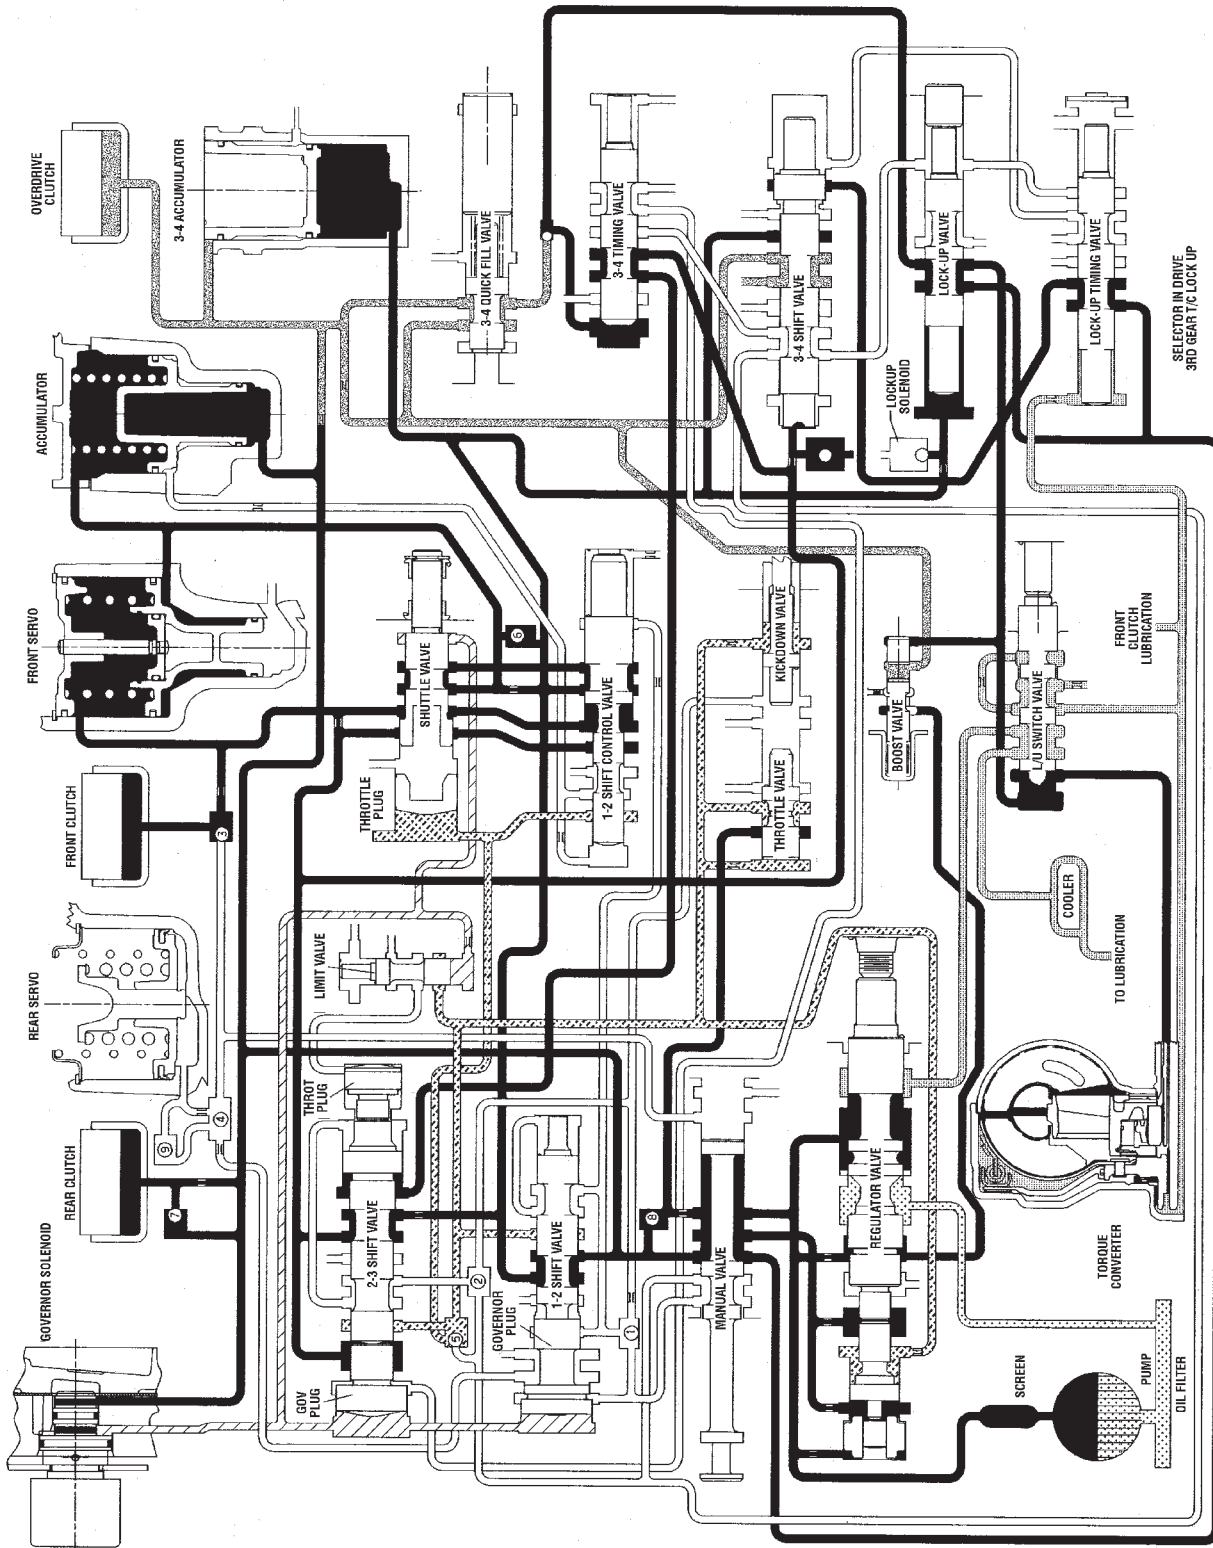 GOVERNOR SOLENOID
REAR CLUTCH
REAR SERVO
FRONT CLUTCH
FRONT SERVO
ACCUMULATOR
OVERDRIVE
CLUTCH
3-4 ACCUMULATOR
7
9
4
3
GOV
PLUG
2-3 SHIFT VALVE
THROT
PLUG
LIMIT VALVE
THROTTLE
PLUG
SHUTTLE VALVE
6
3-4 QUICK FILL VALVE
5
2
GOVERNOR
PLUG
1-2 SHIFT VALVE
1-2 SHIFT CONTROL VALVE
3-4 TIMING VALVE
1
8
MANUAL VALVE
THROTTLE VALVE
KICKDOWN VALVE
3-4 SHIFT VALVE
REGULATOR VALVE
BOOST VALVE
LOCKUP
SOLENOID
LOCK-UP VALVE
SCREEN
L/U SWITCH VALVE
COOLER
LOCK-UP TIMING VALVE
PUMP
OIL FILTER
TORQUE
CONVERTER
TO LUBRICATION
FRONT
CLUTCH
LUBRICATION
SELECTOR IN DRIVE
3RD GEAR T/C LOCK UP